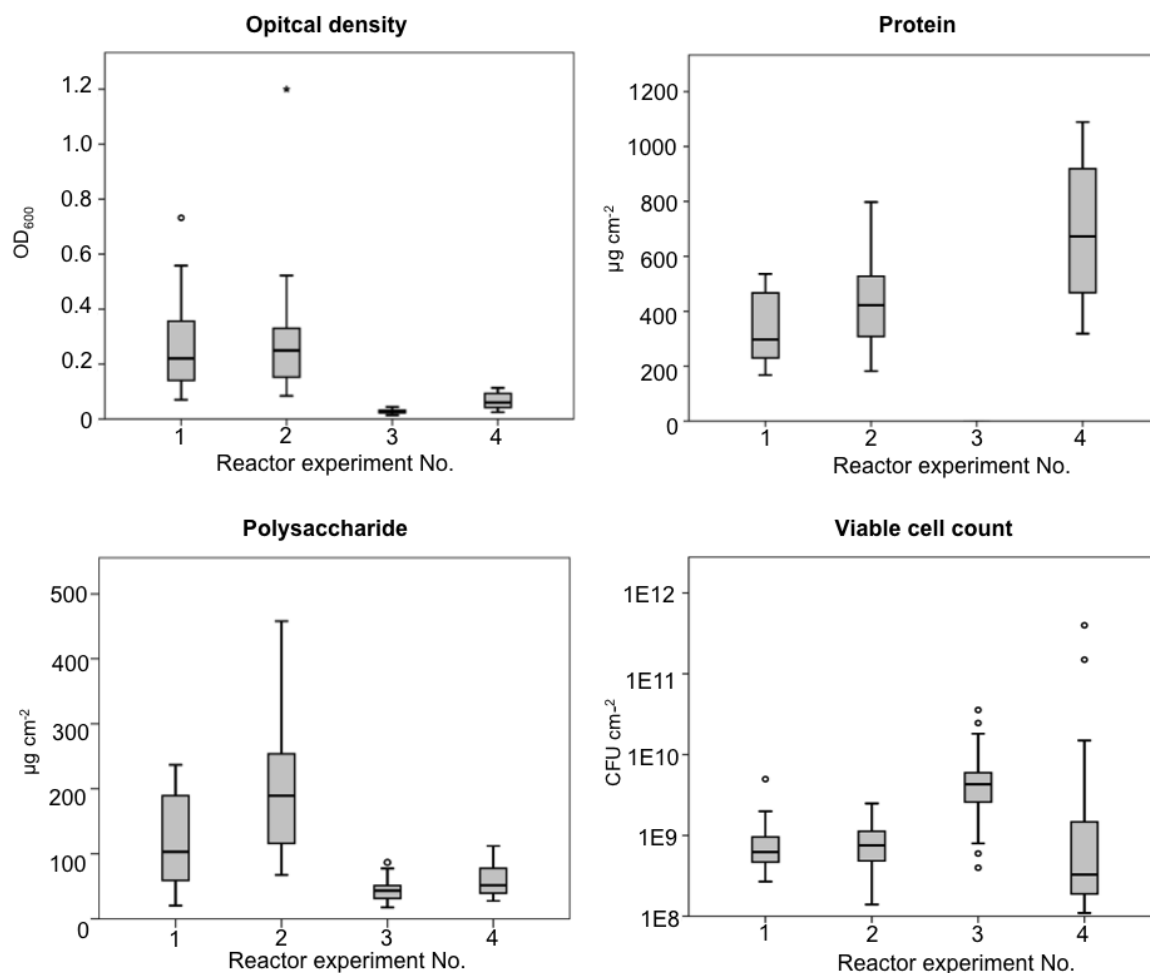 Opitcal density
OD600
1.2
1.0
0.8
0.6
0.4
0.2
0
1 2 3 4
Reactor experiment No.
Protein
µg cm-2
1200
1000
800
600
400
200
0
1 2 3 4
Reactor experiment No.
Polysaccharide
µg cm-2
500
400
300
200
100
0
1 2 3 4
Reactor experiment No.
Viable cell count
CFU cm-2
1E12
1E11
1E10
1E9
1E8
1 2 3 4
Reactor experiment No.